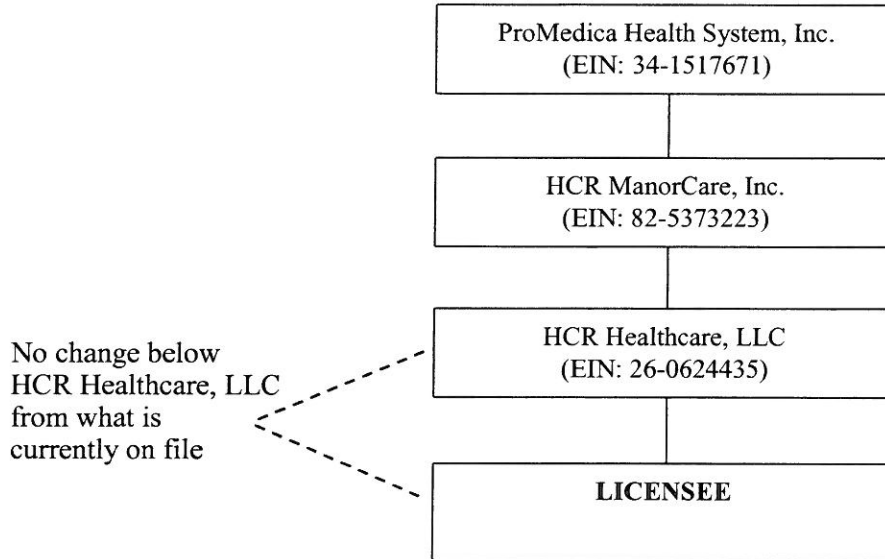 ProMedica Health System, Inc.
(EIN: 34-1517671)
HCR ManorCare, Inc.
(EIN: 82-5373223)
HCR Healthcare, LLC
(EIN: 26-0624435)
No change below
HCR Healthcare, LLC
from what is
currently on file
LICENSEE